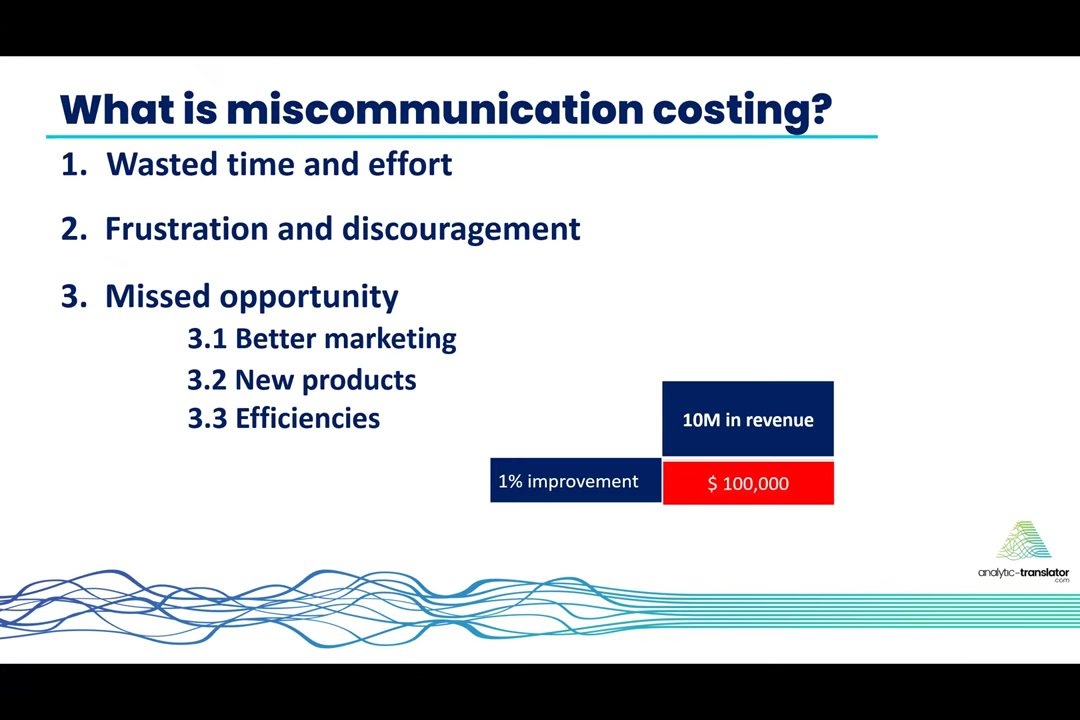 What is miscommunication costing?
1. Wasted time and effort
2. Frustration and discouragement
3. Missed opportunity
3.1 Better marketing
3.2 New products
3.3 Efficiencies
10M in revenue
1% improvement
$ 100,000
analytic-translator
.com